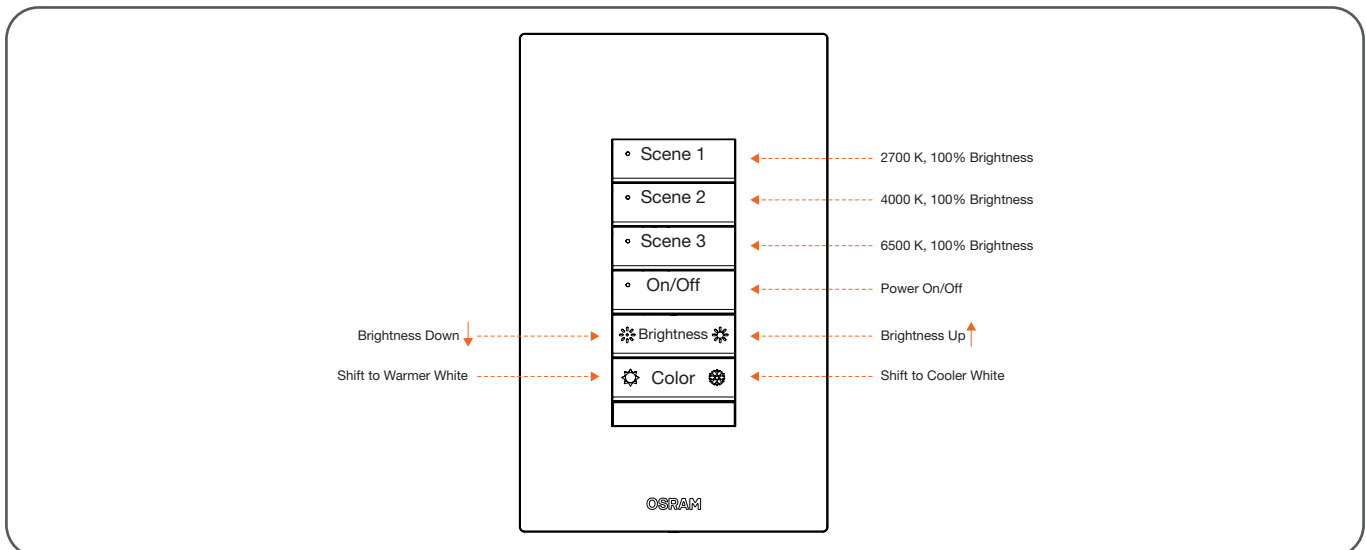 Scene 1
2700 K, 100% Brightness
Scene 2
4000 K, 100% Brightness
Scene 3
6500 K, 100% Brightness
On/Off
Power On/Off
Brightness Down
Brightness
Brightness Up
Shift to Warmer White
Color
Shift to Cooler White
OSRAM